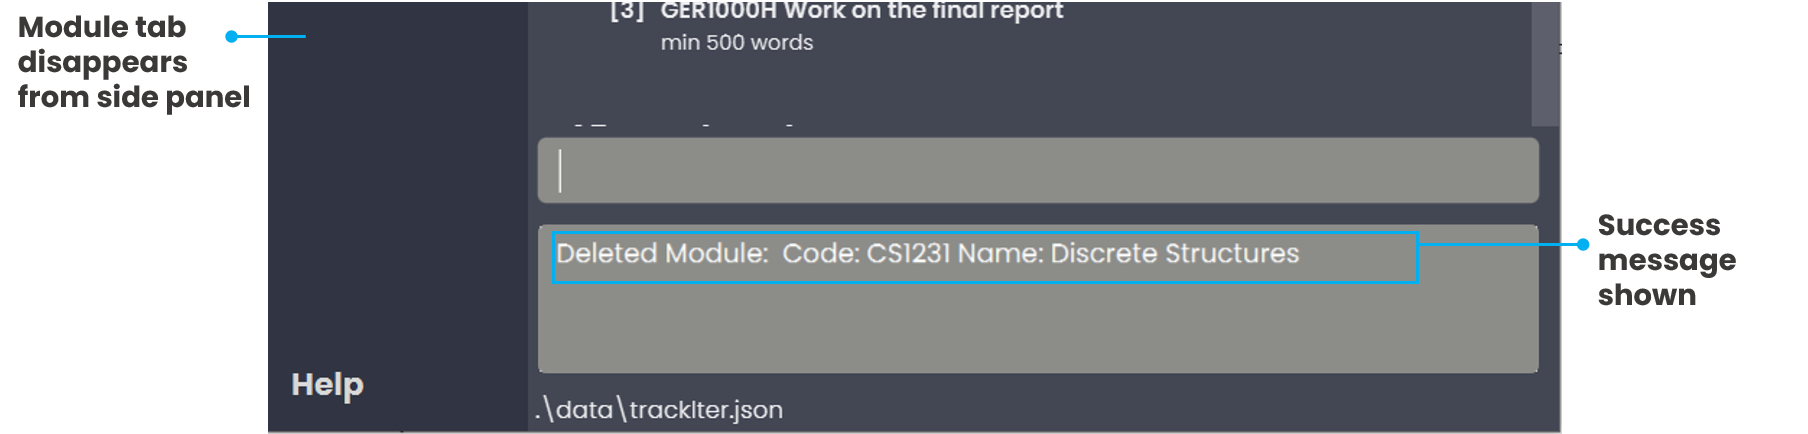 Module tab
disappears
from side panel
[3] GER1000H Work on the final report
min 500 words
Deleted Module:  Code: CS1231 Name: Discrete Structures
Success
message
shown
Help
.\data\trackIter.json